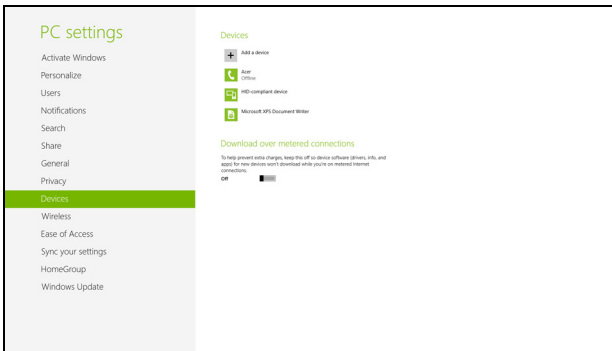 PC settings
Activate Windows
Personalize
Users
Notifications
Search
Share
General
Privacy
Devices
Wireless
Ease of Access
Sync your settings
HomeGroup
Windows Update
Devices
Add a device
Acer
Offline
HID-compliant device
Microsoft XPS Document Writer
Download over metered connections
To help prevent extra charges, keep this off so device software (drivers, info, and
apps) for new devices won't download while you're on metered Internet
connections.
Off